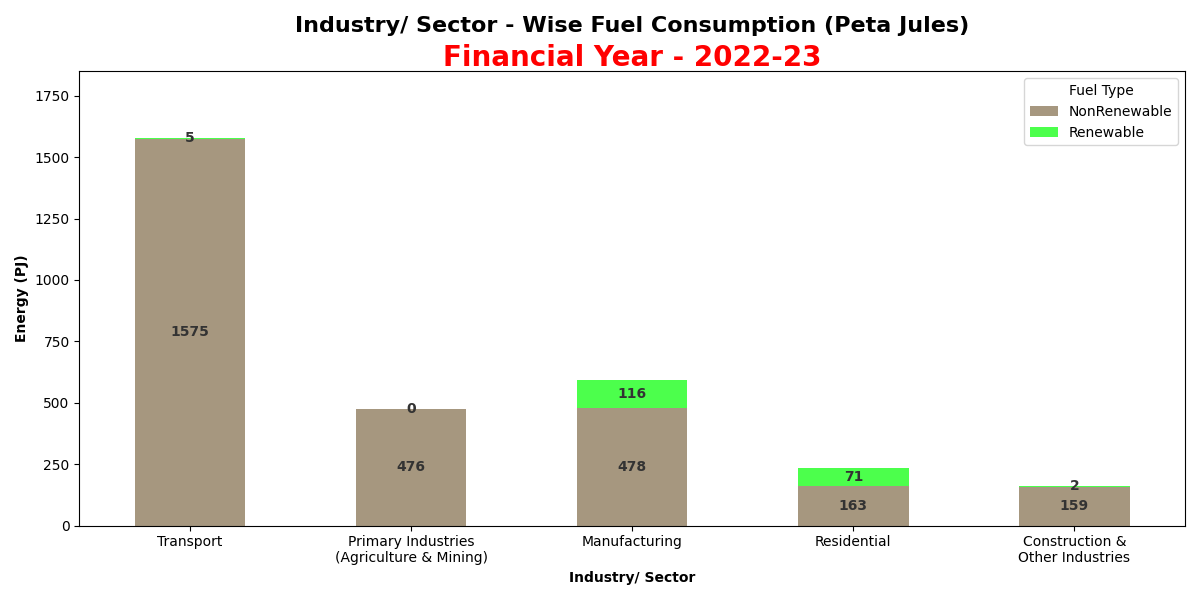 Industry/ Sector - Wise Fuel Consumption (Peta Jules)
Financial Year - 2022-23
Fuel Type
NonRenewable
Renewable
Energy (PJ)
1750
1500
1250
1000
750
500
250
0
5
1575
0
476
116
478
71
163
2
159
Transport
Primary Industries
(Agriculture & Mining)
Manufacturing
Residential
Construction &
Other Industries
Industry/ Sector